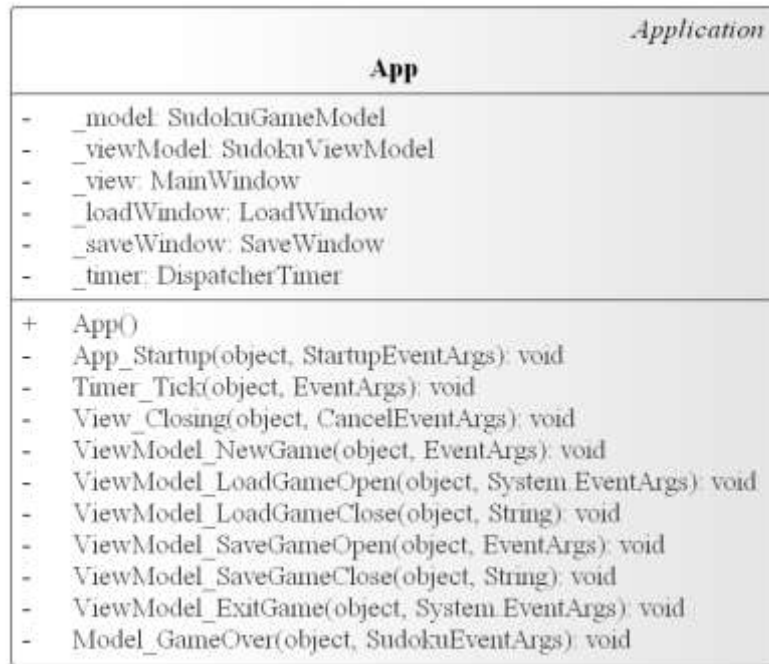 Application
App
- _model: SudokuGameModel
- _viewModel: SudokuViewModel
- _view: MainWindow
- _loadWindow: LoadWindow
- _saveWindow: SaveWindow
- _timer: DispatcherTimer
+ App()
- App_Startup(object, StartupEventArgs): void
- Timer_Tick(object, EventArgs): void
- View_Closing(object, CancelEventArgs): void
- ViewModel_NewGame(object, EventArgs): void
- ViewModel_LoadGameOpen(object, System.EventArgs): void
- ViewModel_LoadGameClose(object, String): void
- ViewModel_SaveGameOpen(object, EventArgs): void
- ViewModel_SaveGameClose(object, String): void
- ViewModel_ExitGame(object, System.EventArgs): void
- Model_GameOver(object, SudokuEventArgs): void